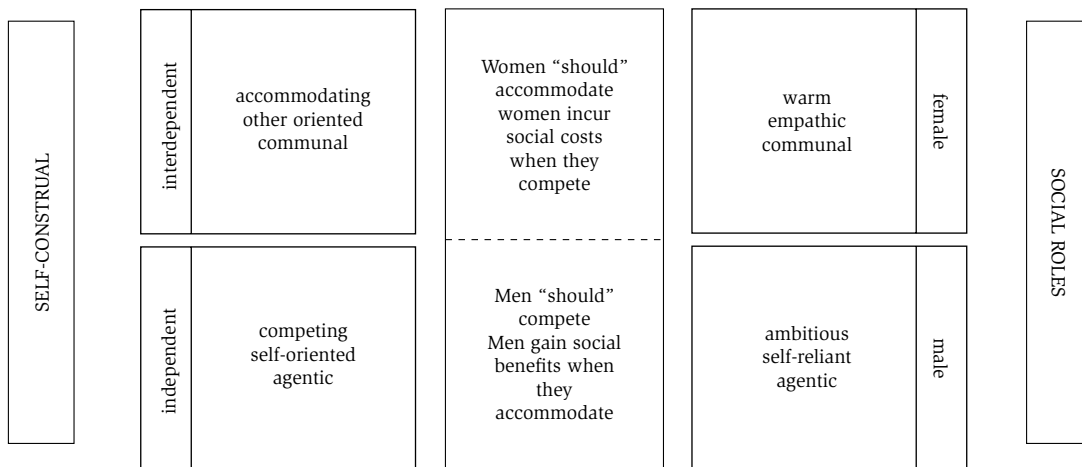 SELF-CONSTRUAL
interdependent
accommodating
other oriented
communal
Women “should”
accommodate
women incur
social costs
when they
compete
warm
empathic
communal
female
independent
competing
self-oriented
agentic
Men “should”
compete
Men gain social
benefits when
they
accommodate
ambitious
self-reliant
agentic
male
SOCIAL ROLES